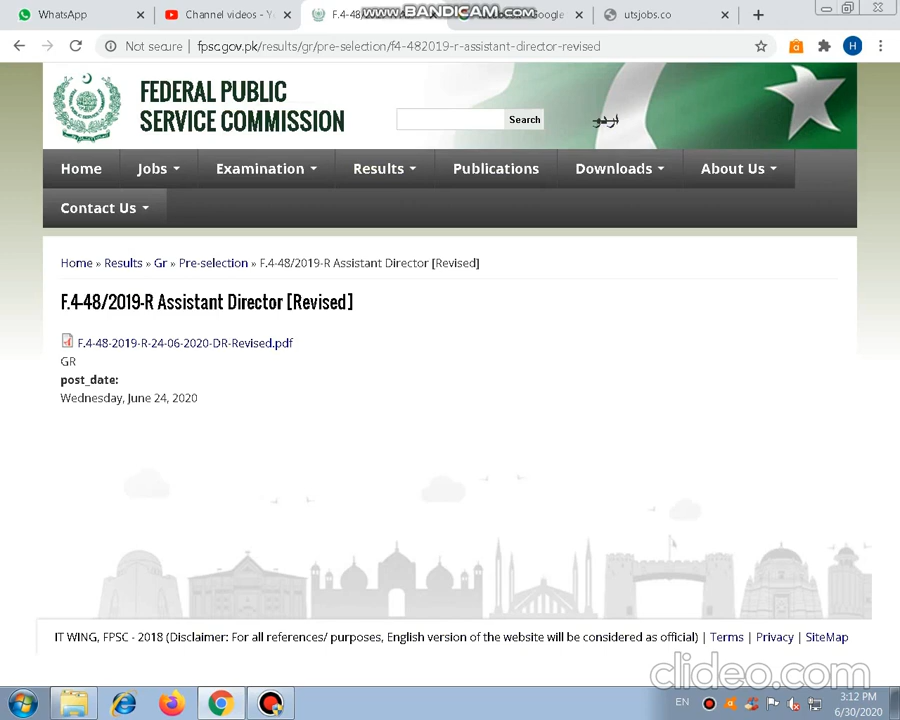 WhatsApp
Channel videos - Y
F.4-48
www.BANDICAM.com
Google
utsjobs.co
Not secure | fpsc.gov.pk/results/gr/pre-selection/f4-482019-r-assistant-director-revised
H
FEDERAL PUBLIC
SERVICE COMMISSION
Search
اردو
Home
Jobs
Examination
Results
Publications
Downloads
About Us
Contact Us
Home » Results » Gr » Pre-selection » F.4-48/2019-R Assistant Director [Revised]
F.4-48/2019-R Assistant Director [Revised]
F.4-48-2019-R-24-06-2020-DR-Revised.pdf
GR
post_date:
Wednesday, June 24, 2020
IT WING, FPSC - 2018 (Disclaimer: For all references/ purposes, English version of the website will be considered as official) | Terms | Privacy | SiteMap
clideo.com
EN
3:12 PM
6/30/2020